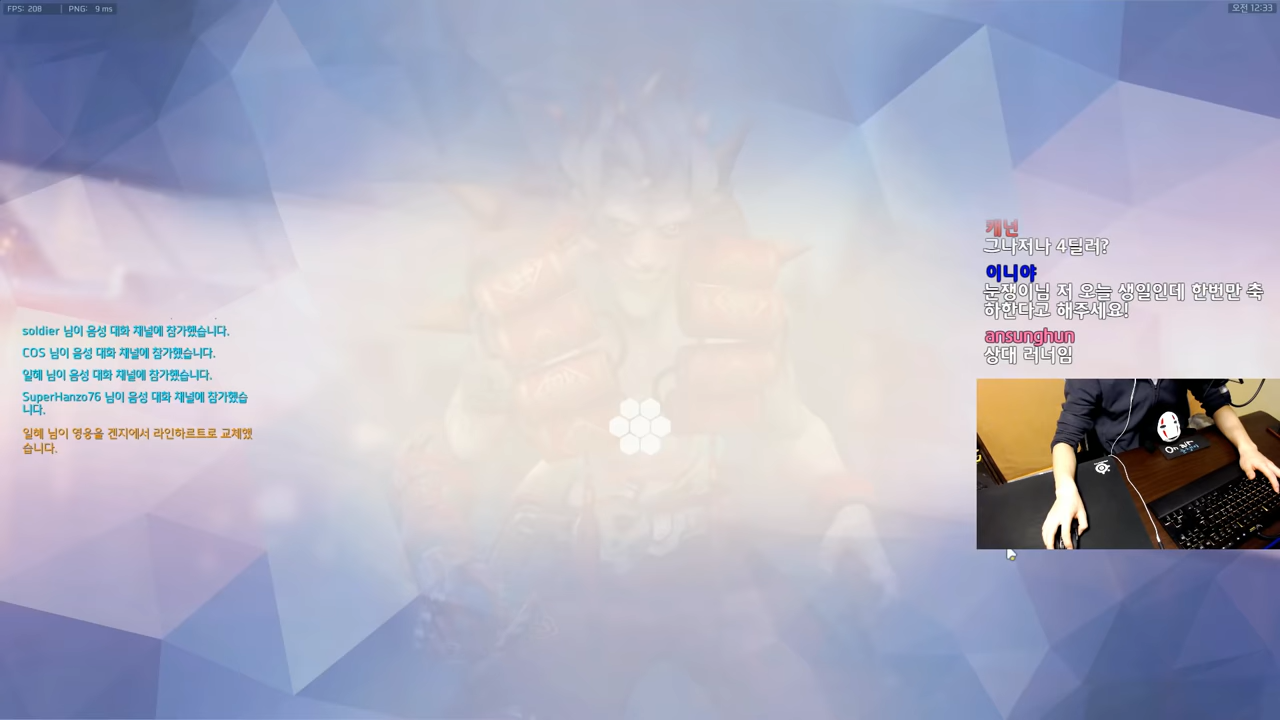 FPS: 208 | PNG: 9 ms
오전 12:33
캐넌
그나저나 4틸러?
이니야
눈쟁이님 저 오늘 생일인데 한번만 축
하한다고 해주세요!
ansunghun
상대 러너임
soldier 님이 음성 대화 채널에 참가했습니다.
COS 님이 음성 대화 채널에 참가했습니다.
일혜 님이 음성 대화 채널에 참가했습니다.
SuperHanzo76 님이 음성 대화 채널에 참가했습
니다.
일혜 님이 영웅을 겐지에서 라인하르트로 교체했
습니다.
On Air